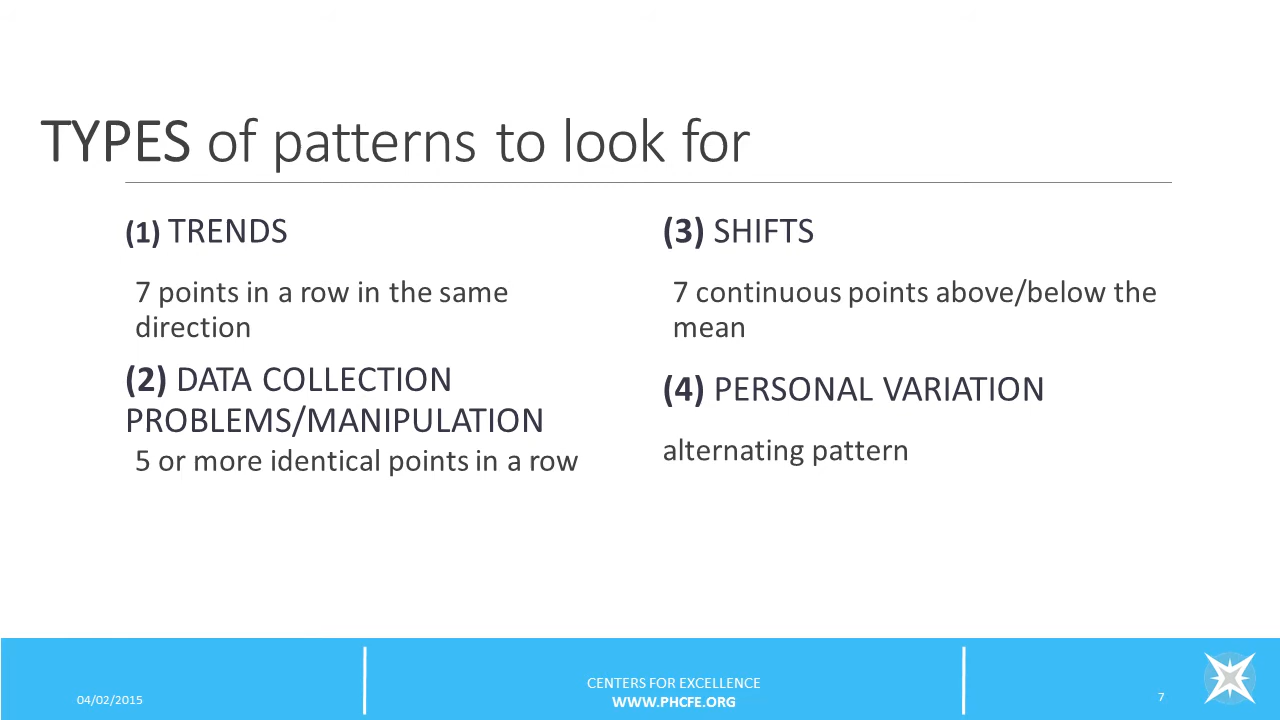 TYPES of patterns to look for
(1) TRENDS
7 points in a row in the same
direction
(2) DATA COLLECTION
PROBLEMS/MANIPULATION
5 or more identical points in a row
(3) SHIFTS
7 continuous points above/below the
mean
(4) PERSONAL VARIATION
alternating pattern
04/02/2015
CENTERS FOR EXCELLENCE
WWW.PHCFE.ORG
7